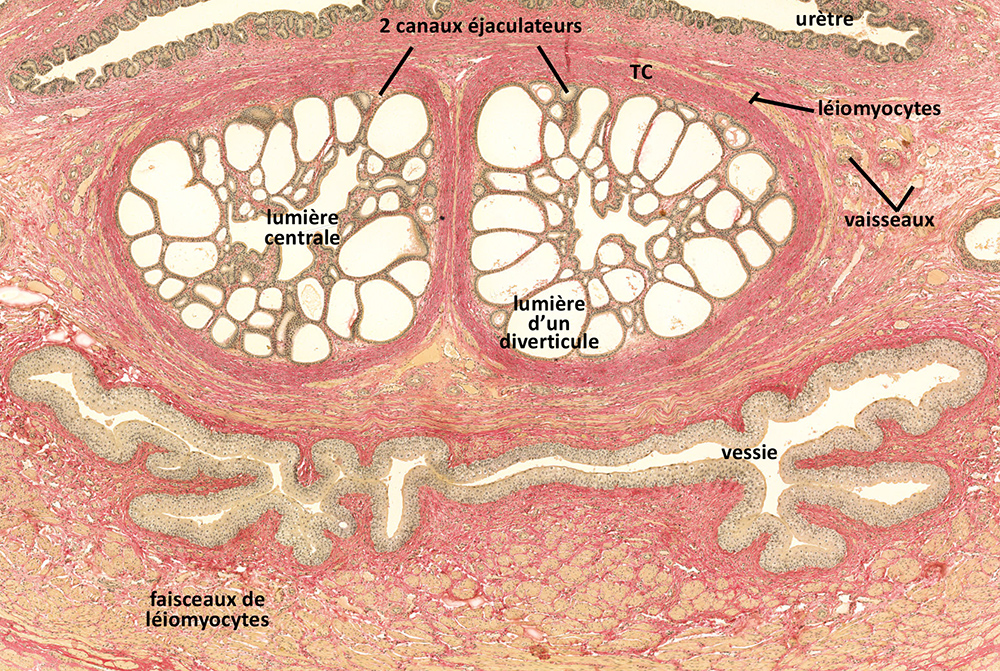 urètre
2 canaux éjaculateurs
TC
léiomyocytes
vaisseaux
lumière
centrale
lumière
d'un
diverticule
vessie
faisceaux de
léiomyocytes